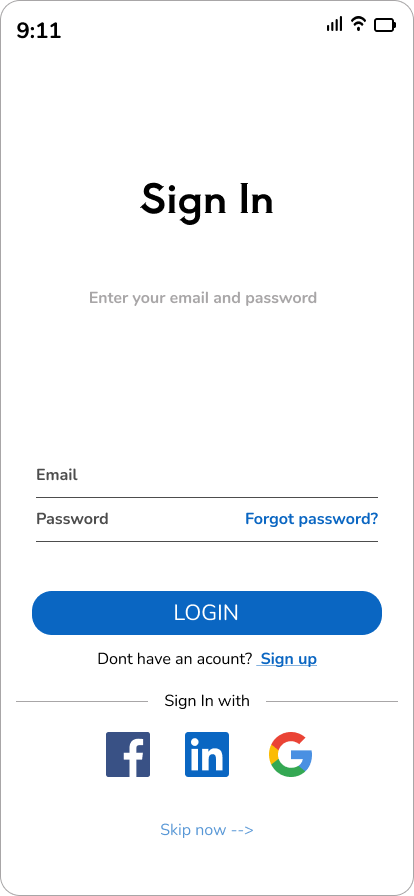 9:11
Sign In
Enter your email and password
Email
Password Forgot password?
LOGIN
Dont have an acount? Sign up
Sign In with
Skip now -->